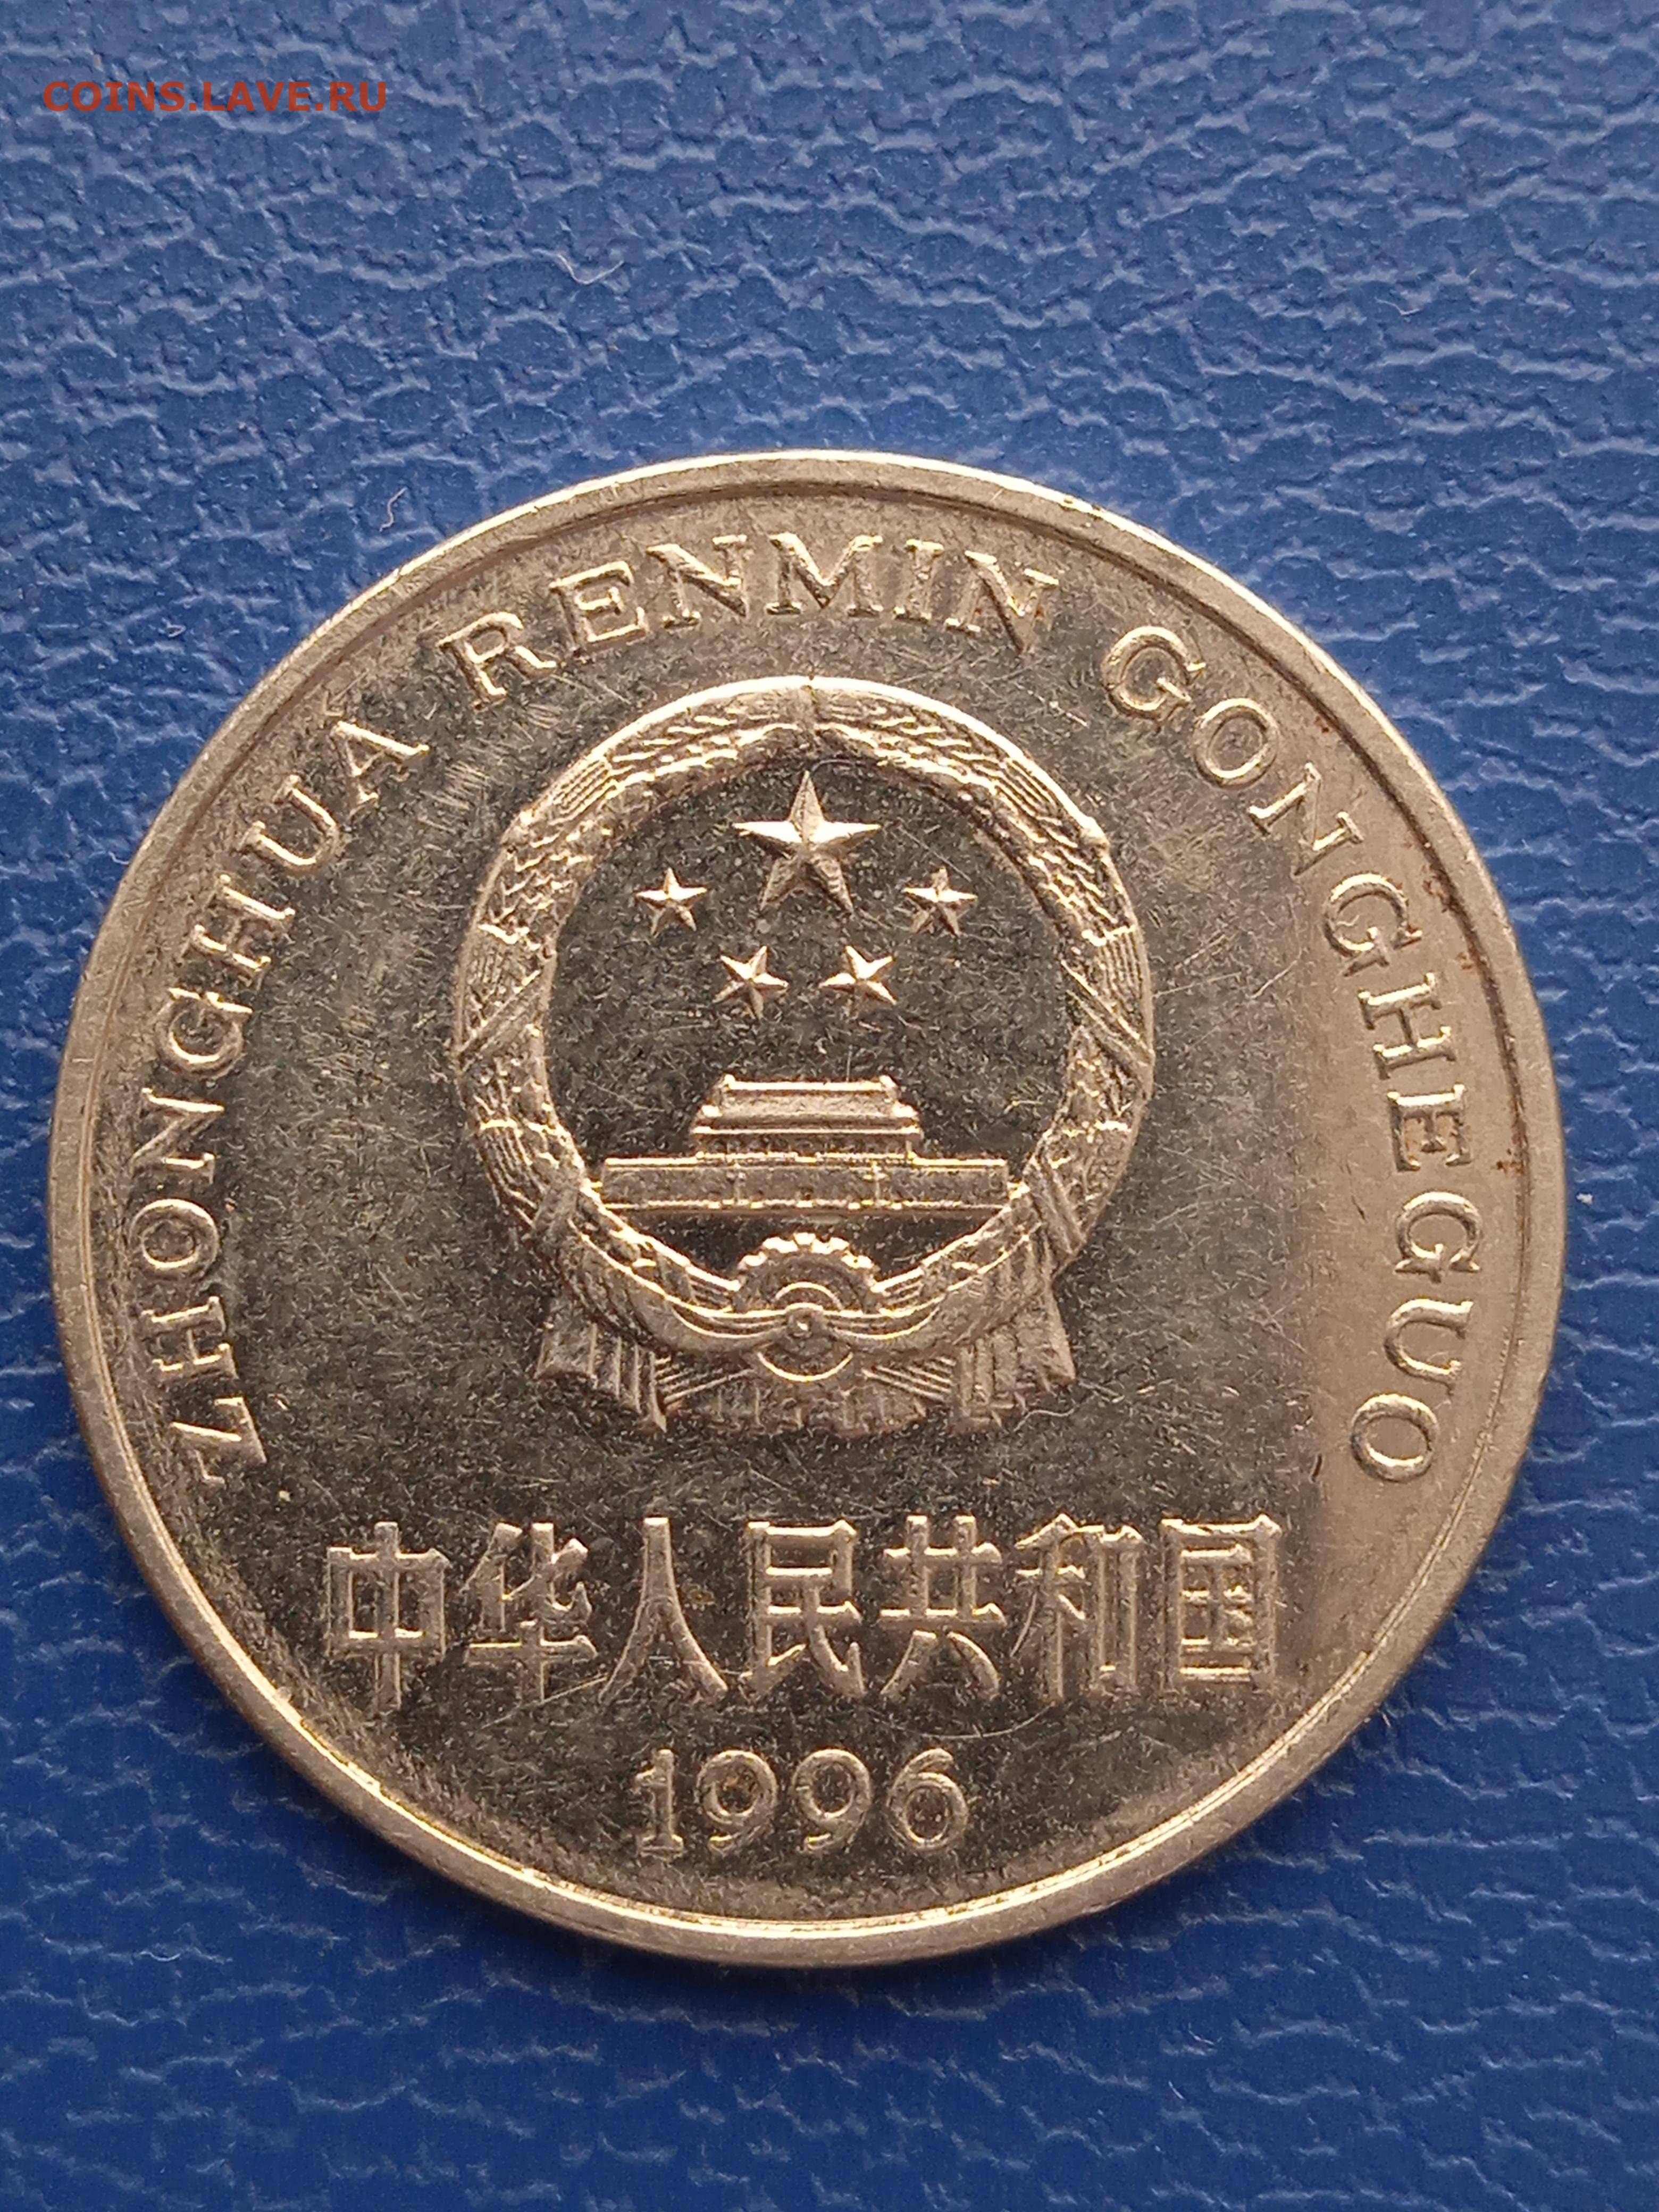 COINS.LAVE.RU
ZHONGHUA RENMIN GONGHEGUO
中华人民共和国
1996